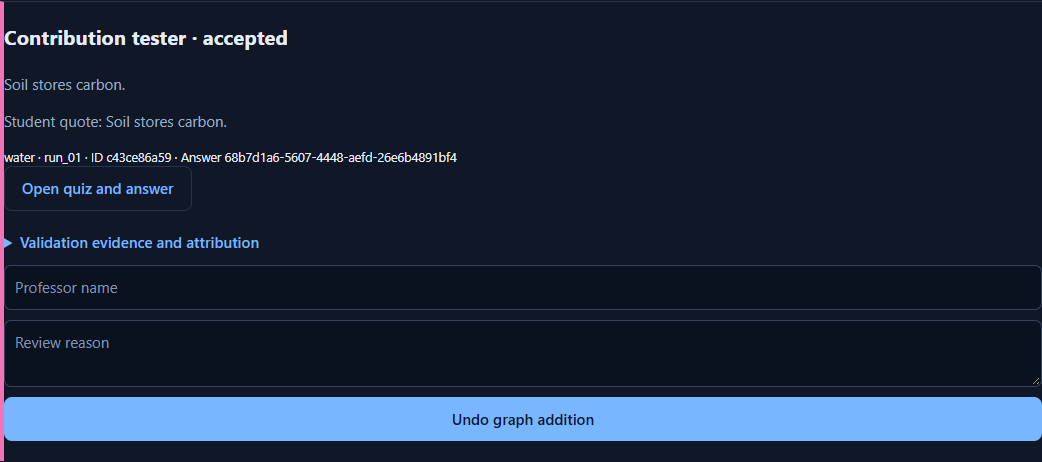 Contribution tester · accepted
Soil stores carbon.
Student quote: Soil stores carbon.
water · run_01 · ID c43ce86a59 · Answer 68b7d1a6-5607-4448-aefd-26e6b4891bf4
Open quiz and answer
Validation evidence and attribution
Professor name
Review reason
Undo graph addition